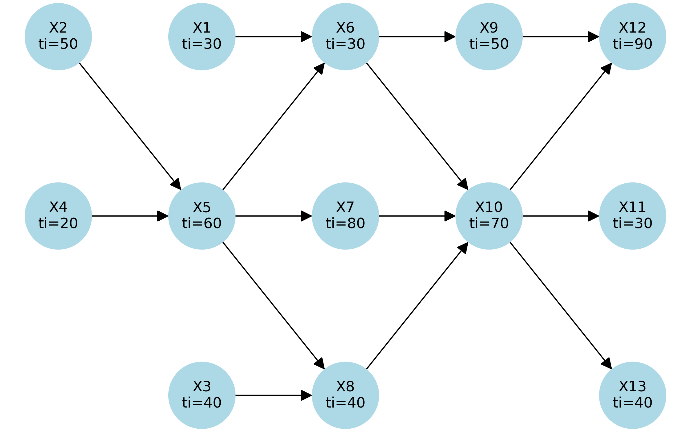 X2
ti=50
X1
ti=30
X6
ti=30
X9
ti=50
X12
ti=90
X4
ti=20
X5
ti=60
X7
ti=80
X10
ti=70
X11
ti=30
X3
ti=40
X8
ti=40
X13
ti=40